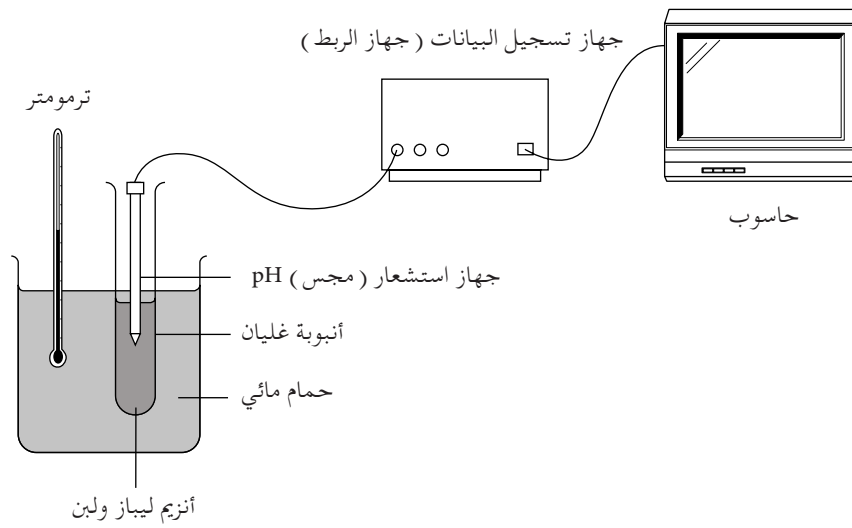 جهاز تسجيل البيانات ( جهاز الربط )
ترمومتر
حاسوب
جهاز استشعار ( مجس ) pH
أنبوبة غليان
حمام مائي
أنزيم ليباز ولبن